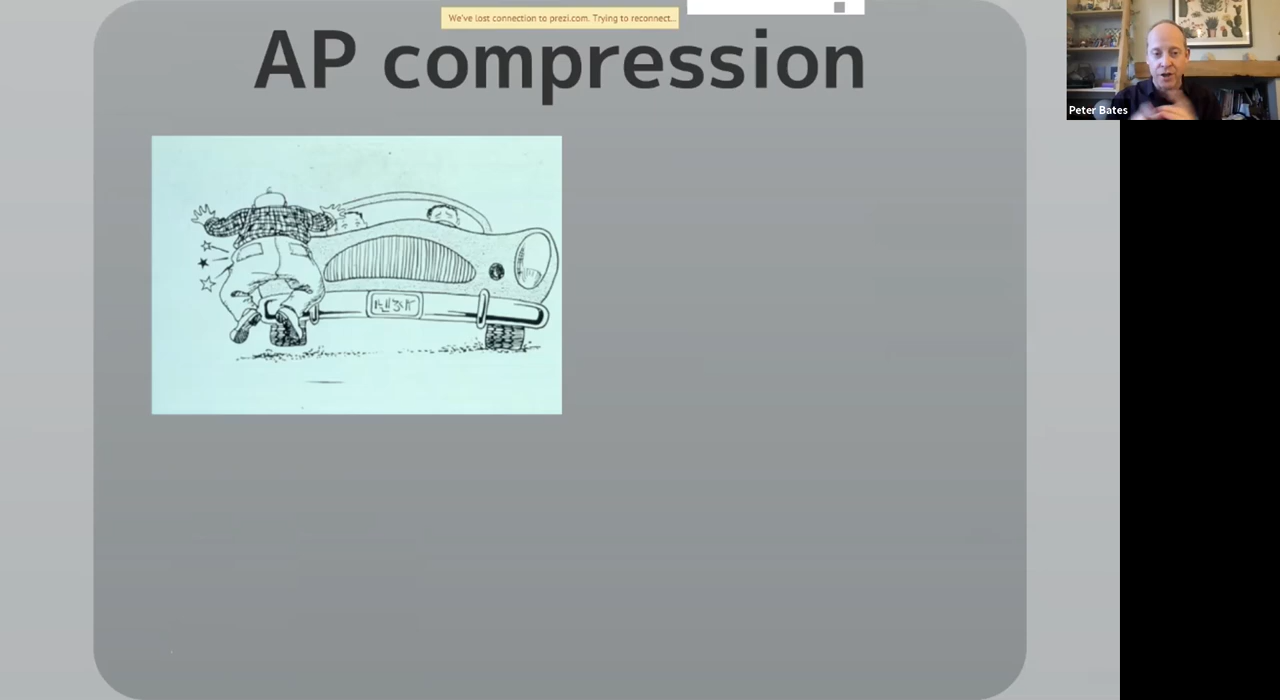 We've lost connection to prezi.com. Trying to reconnect...
AP compression
Peter Bates